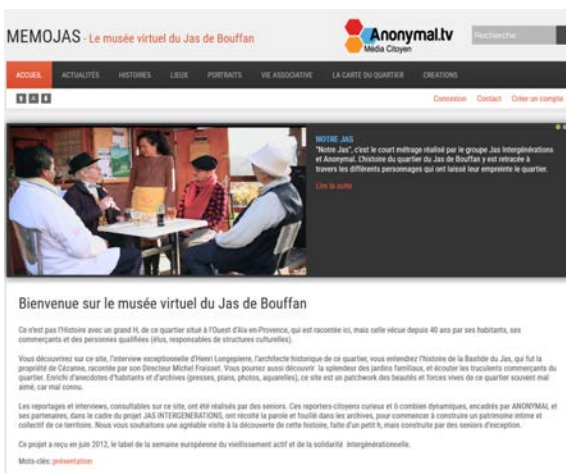 MEMOJAS - Le musée virtuel du Jas de Bouffan
Anonymal.tv
Média Citoyen
Recherche
ACCUEIL ACTUALITÉS HISTOIRES LIEUX PORTRAITS VIE ASSOCIATIVE LA CARTE DU QUARTIER CREATIONS
A
Connexion Contact Créer un compte
NOTRE JAS
"Notre Jas", c'est le court métrage réalisé par le groupe Jas Intergénérations
et Anonymal. L'histoire du quartier du Jas de Bouffan y est retracée à
travers les différents personnages qui ont laissé leur empreinte le quartier.
Lire la suite
Bienvenue sur le musée virtuel du Jas de Bouffan
Ce n'est pas l'Histoire avec un grand H, de ce quartier situé à l'Ouest d'Aix-en-Provence, qui est racontée ici, mais celle vécue depuis 40 ans par ses habitants, ses
commerçants et des personnes qualifiées (élus, responsables de structures culturelles).
Vous découvrirez sur ce site, l'interview exceptionnelle d'Henri Longepierre, l'architecte historique de ce quartier, vous entendrez l'histoire de la Bastide du Jas, qui fut la
propriété de Cézanne, racontée par son Directeur Michel Fraisset. Vous pourrez aussi découvrir la splendeur des jardins familiaux, et écouter les truculents commerçants du
quartier. Enrichi d'anecdotes d'habitants et d'archives (presses, plans, photos, aquarelles), ce site est un patchwork des beautés et forces vives de ce quartier souvent mal
aimé, car mal connu.
Les reportages et interviews, consultables sur ce site, ont été réalisés par des seniors. Ces reporters-citoyens curieux et ô combien dynamiques, encadrés par ANONYMAL et
ses partenaires, dans le cadre du projet JAS INTERGENERATIONS, ont récolté la parole et fouillé dans les archives, pour commencer à construire un patrimoine intime et
collectif de ce territoire. Nous vous souhaitons une agréable visite à la découverte de cette histoire, faite d'un petit h, mais construite par des seniors d'exception.
Ce projet a reçu en juin 2012, le label de la semaine européenne du vieillissement actif et de la solidarité intergénérationnelle.
Mots-clés: présentation